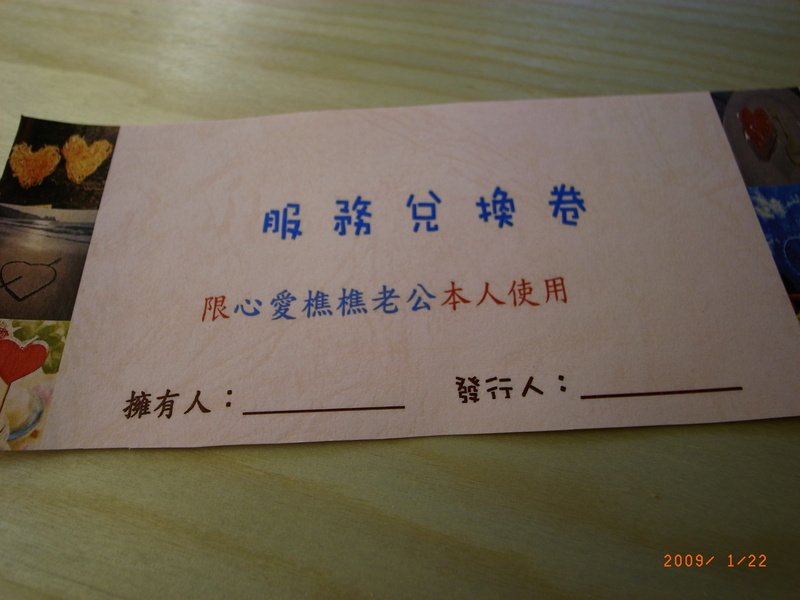 服務兌換卷
限心愛樵樵老公本人使用
擁有人：
發行人：
2009/ 1/22